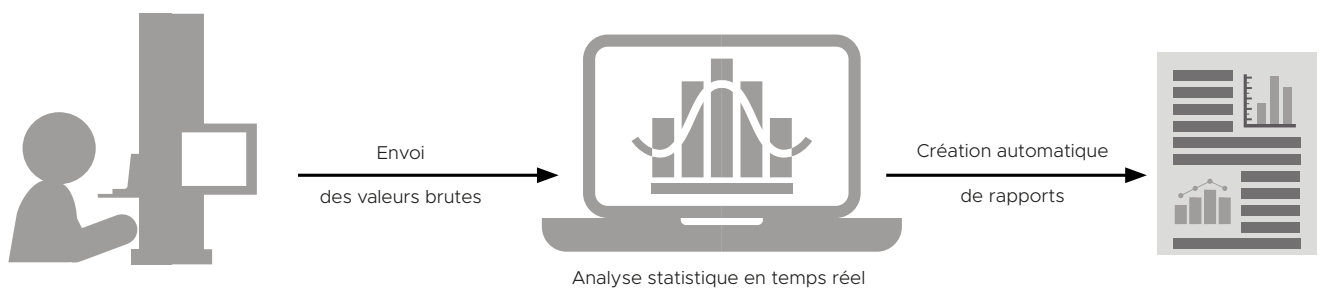 Envoi
des valeurs brutes
Analyse statistique en temps réel
Création automatique
de rapports